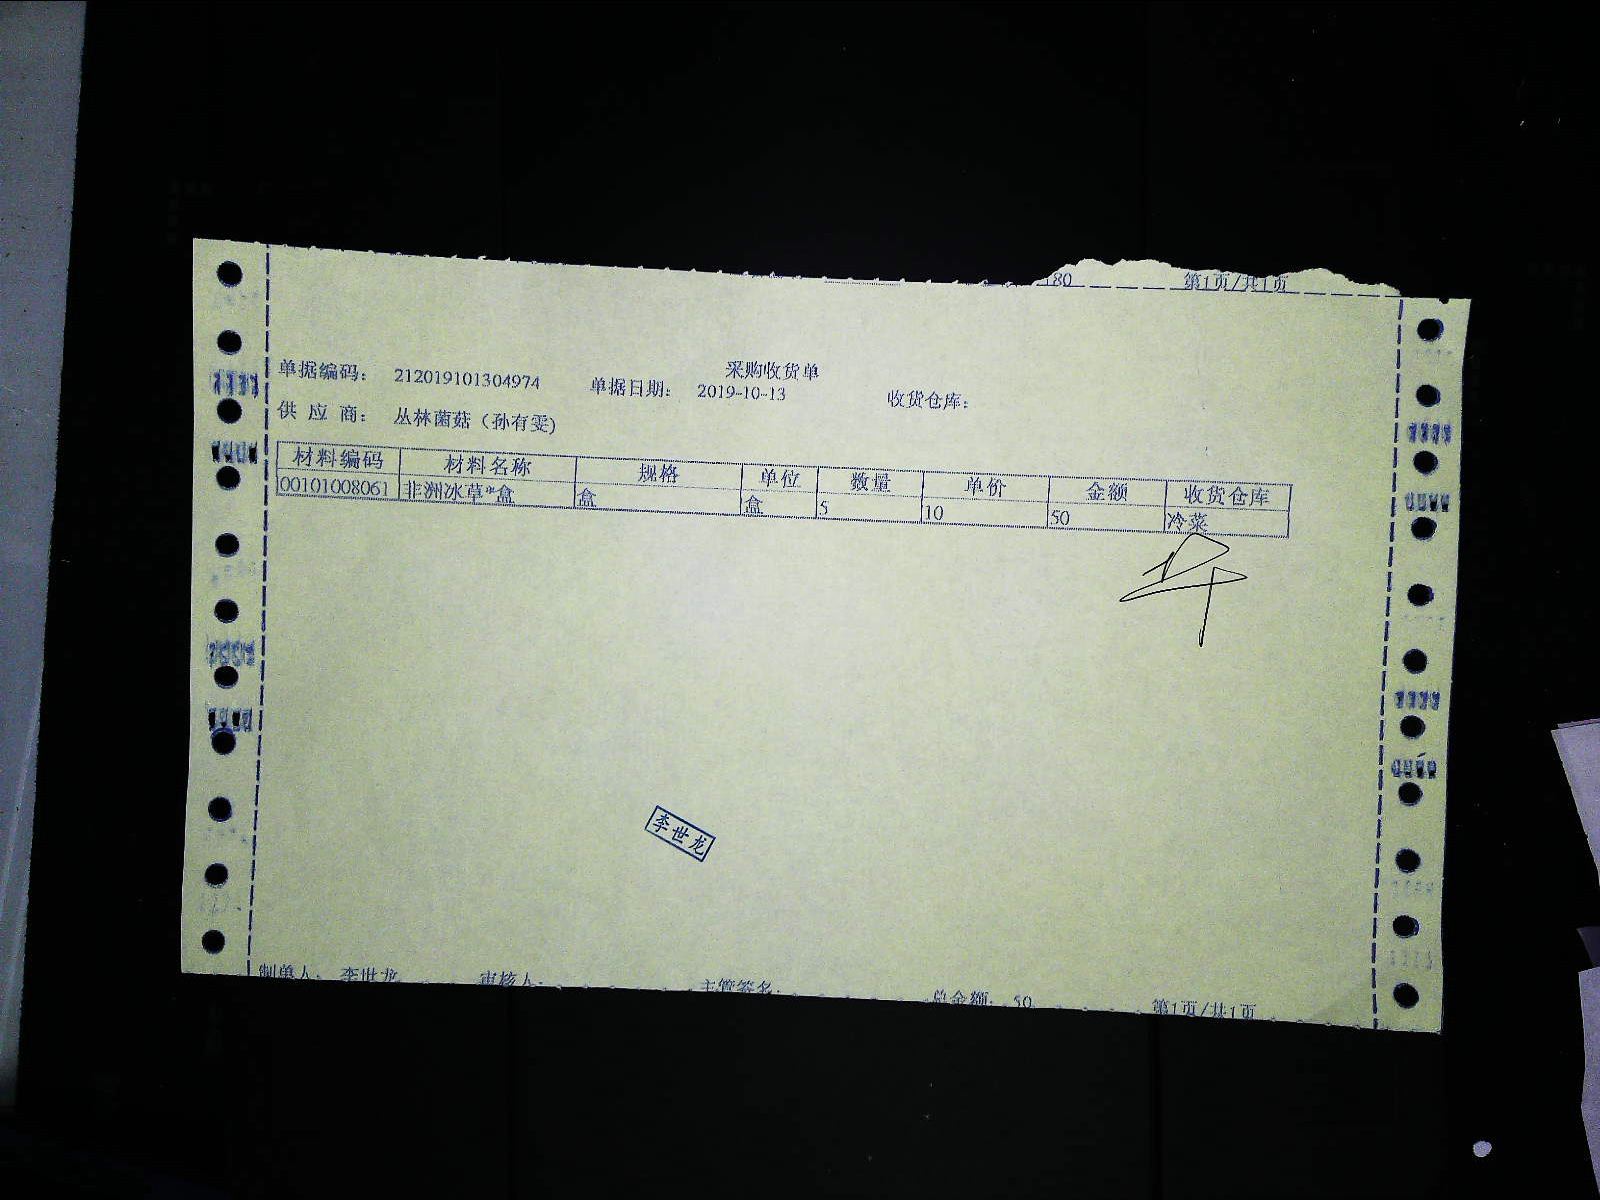 180 第1页/共1页
采购收货单
单据编码： 212019101304974 单据日期： 2019-10-13 收货仓库：
供 应 商： 丛林菌菇（孙有雯)
材料编码 材料名称 规格 单位 数量 单价 金额 收货仓库
00101008061 非洲冰草*盒 盒 盒 5 10 50 冷菜
李世龙
制单人： 李世龙 审核人： 主管签名： 总金额： 50 第1页/共1页